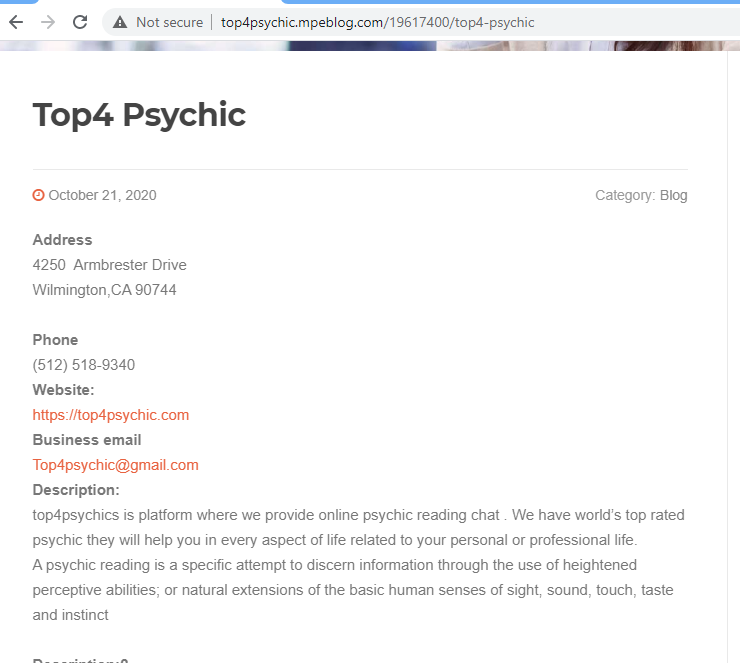 Not secure | top4psychic.mpeblog.com/19617400/top4-psychic
Top4 Psychic
October 21, 2020 Category: Blog
Address
4250 Armbrester Drive
Wilmington,CA 90744
Phone
(512) 518-9340
Website:
https://top4psychic.com
Business email
Top4psychic@gmail.com
Description:
top4psychics is platform where we provide online psychic reading chat . We have world's top rated
psychic they will help you in every aspect of life related to your personal or professional life.
A psychic reading is a specific attempt to discern information through the use of heightened
perceptive abilities; or natural extensions of the basic human senses of sight, sound, touch, taste
and instinct